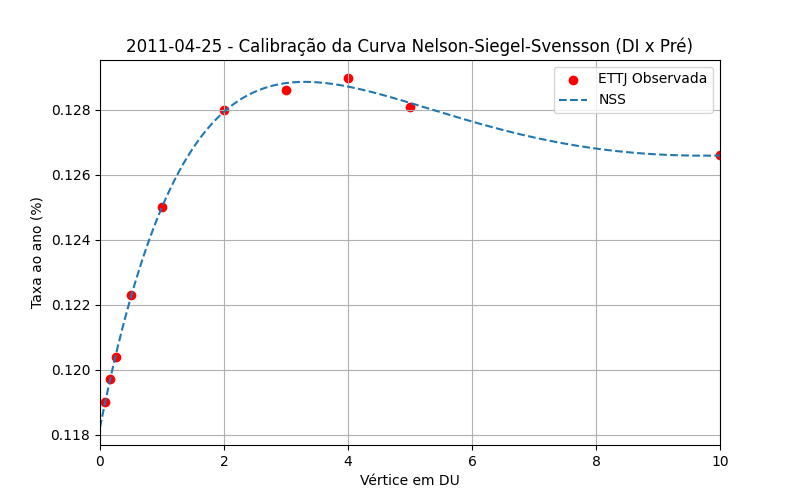 2011-04-25 - Calibração da Curva Nelson-Siegel-Svensson (DI x Pré)
ETTJ Observada
NSS
Taxa ao ano (%)
0.128
0.126
0.124
0.122
0.120
0.118
0 2 4 6 8 10
Vértice em DU